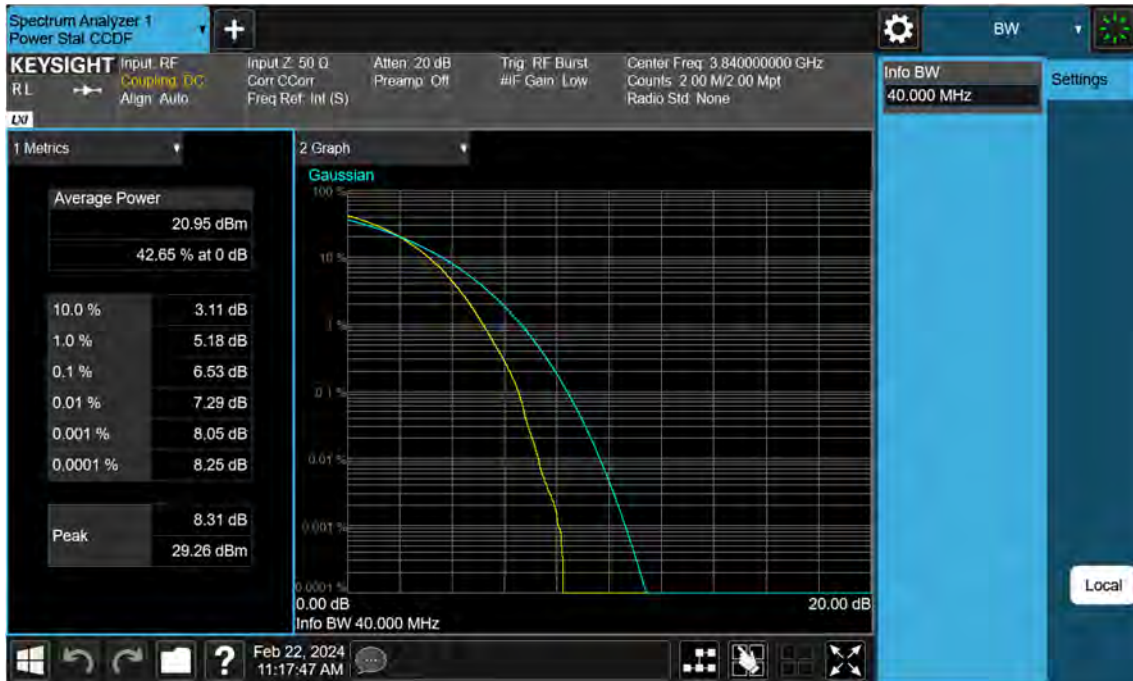 Spectrum Analyzer 1
Power Stat CCDF
+
BW
KEYSIGHT
RL
LXI
Input: RF
Coupling: DC
Align: Auto
Input Z: 50 Ω
Corr CCorr
Freq Ref: Int (S)
Atten: 20 dB
Preamp: Off
Trig: RF Burst
#IF Gain: Low
Center Freq: 3.840000000 GHz
Counts: 2.00 M/2.00 Mpt
Radio Std: None
Info BW
40.000 MHz
Settings
1 Metrics
Average Power
20.95 dBm
42.65 % at 0 dB
10.0 % 3.11 dB
1.0 % 5.18 dB
0.1 % 6.53 dB
0.01 % 7.29 dB
0.001 % 8.05 dB
0.0001 % 8.25 dB
Peak
8.31 dB
29.26 dBm
2 Graph
Gaussian
100 %
10 %
1 %
0.1 %
0.01 %
0.001 %
0.0001 %
0.00 dB 20.00 dB
Info BW 40.000 MHz
Local
?
Feb 22, 2024
11:17:47 AM